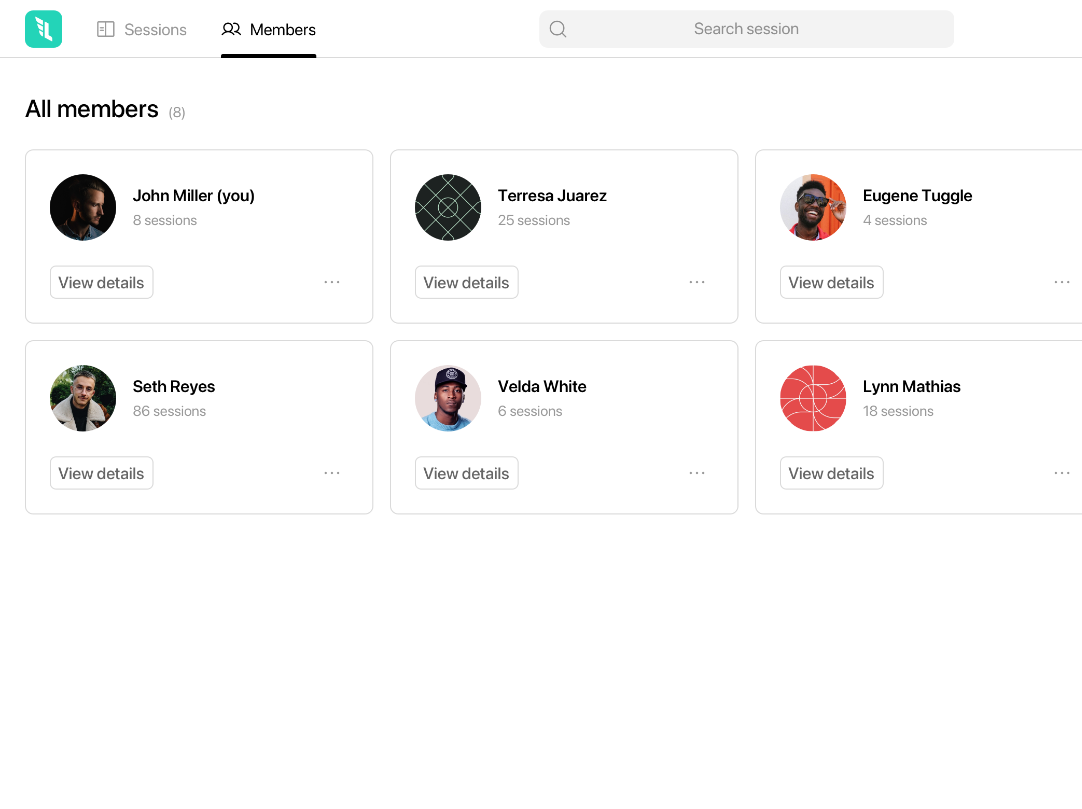 Sessions
Members
Search session
All members (8)
John Miller (you)
8 sessions
View details
Terresa Juarez
25 sessions
View details
Eugene Tuggle
4 sessions
View details
Seth Reyes
86 sessions
View details
Velda White
6 sessions
View details
Lynn Mathias
18 sessions
View details